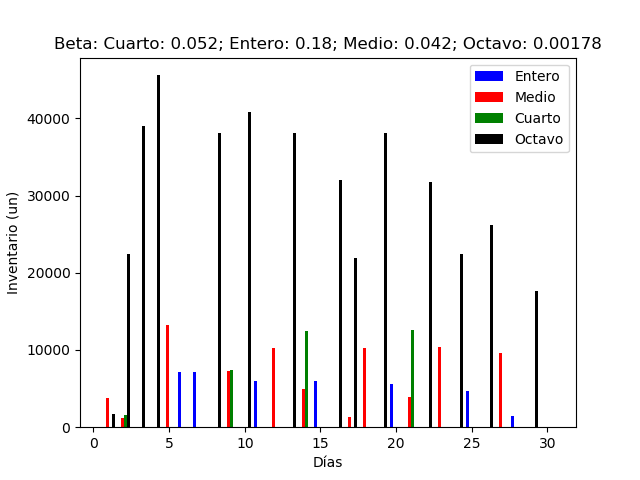 Beta: Cuarto: 0.052; Entero: 0.18; Medio: 0.042; Octavo: 0.00178
Entero
Medio
Cuarto
Octavo
Inventario (un)
40000
30000
20000
10000
0
0 5 10 15 20 25 30
Días